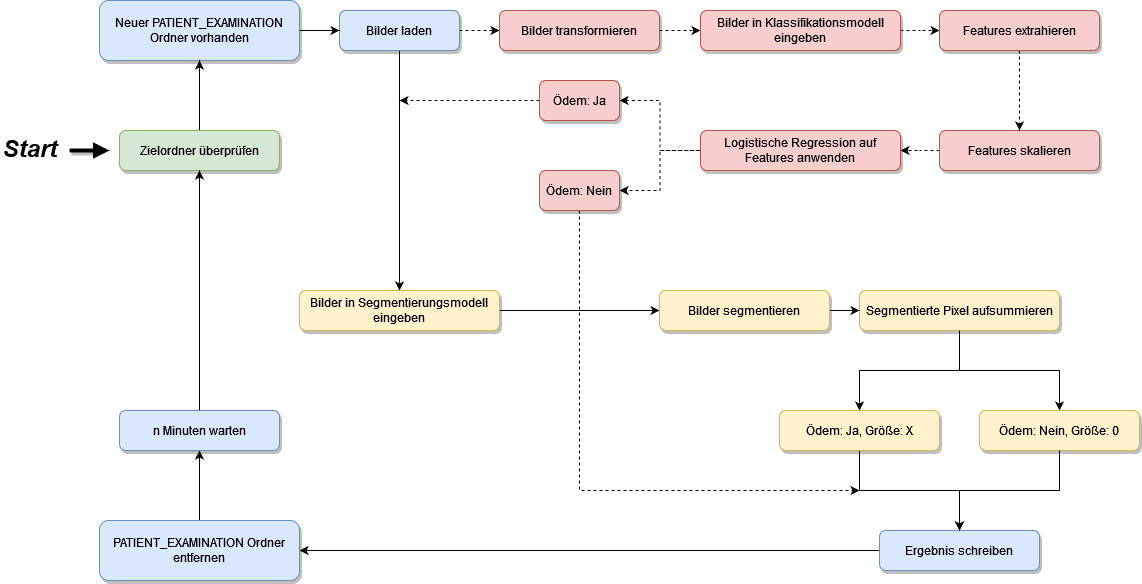 Neuer PATIENT_EXAMINATION
Ordner vorhanden
Bilder laden
Bilder transformieren
Bilder in Klassifikationsmodell
eingeben
Features extrahieren
Ödem: Ja
Start
Zielordner überprüfen
Logistische Regression auf
Features anwenden
Features skalieren
Ödem: Nein
Bilder in Segmentierungsmodell
eingeben
Bilder segmentieren
Segmentierte Pixel aufsummieren
n Minuten warten
Ödem: Ja, Größe: X
Ödem: Nein, Größe: 0
PATIENT_EXAMINATION Ordner
entfernen
Ergebnis schreiben